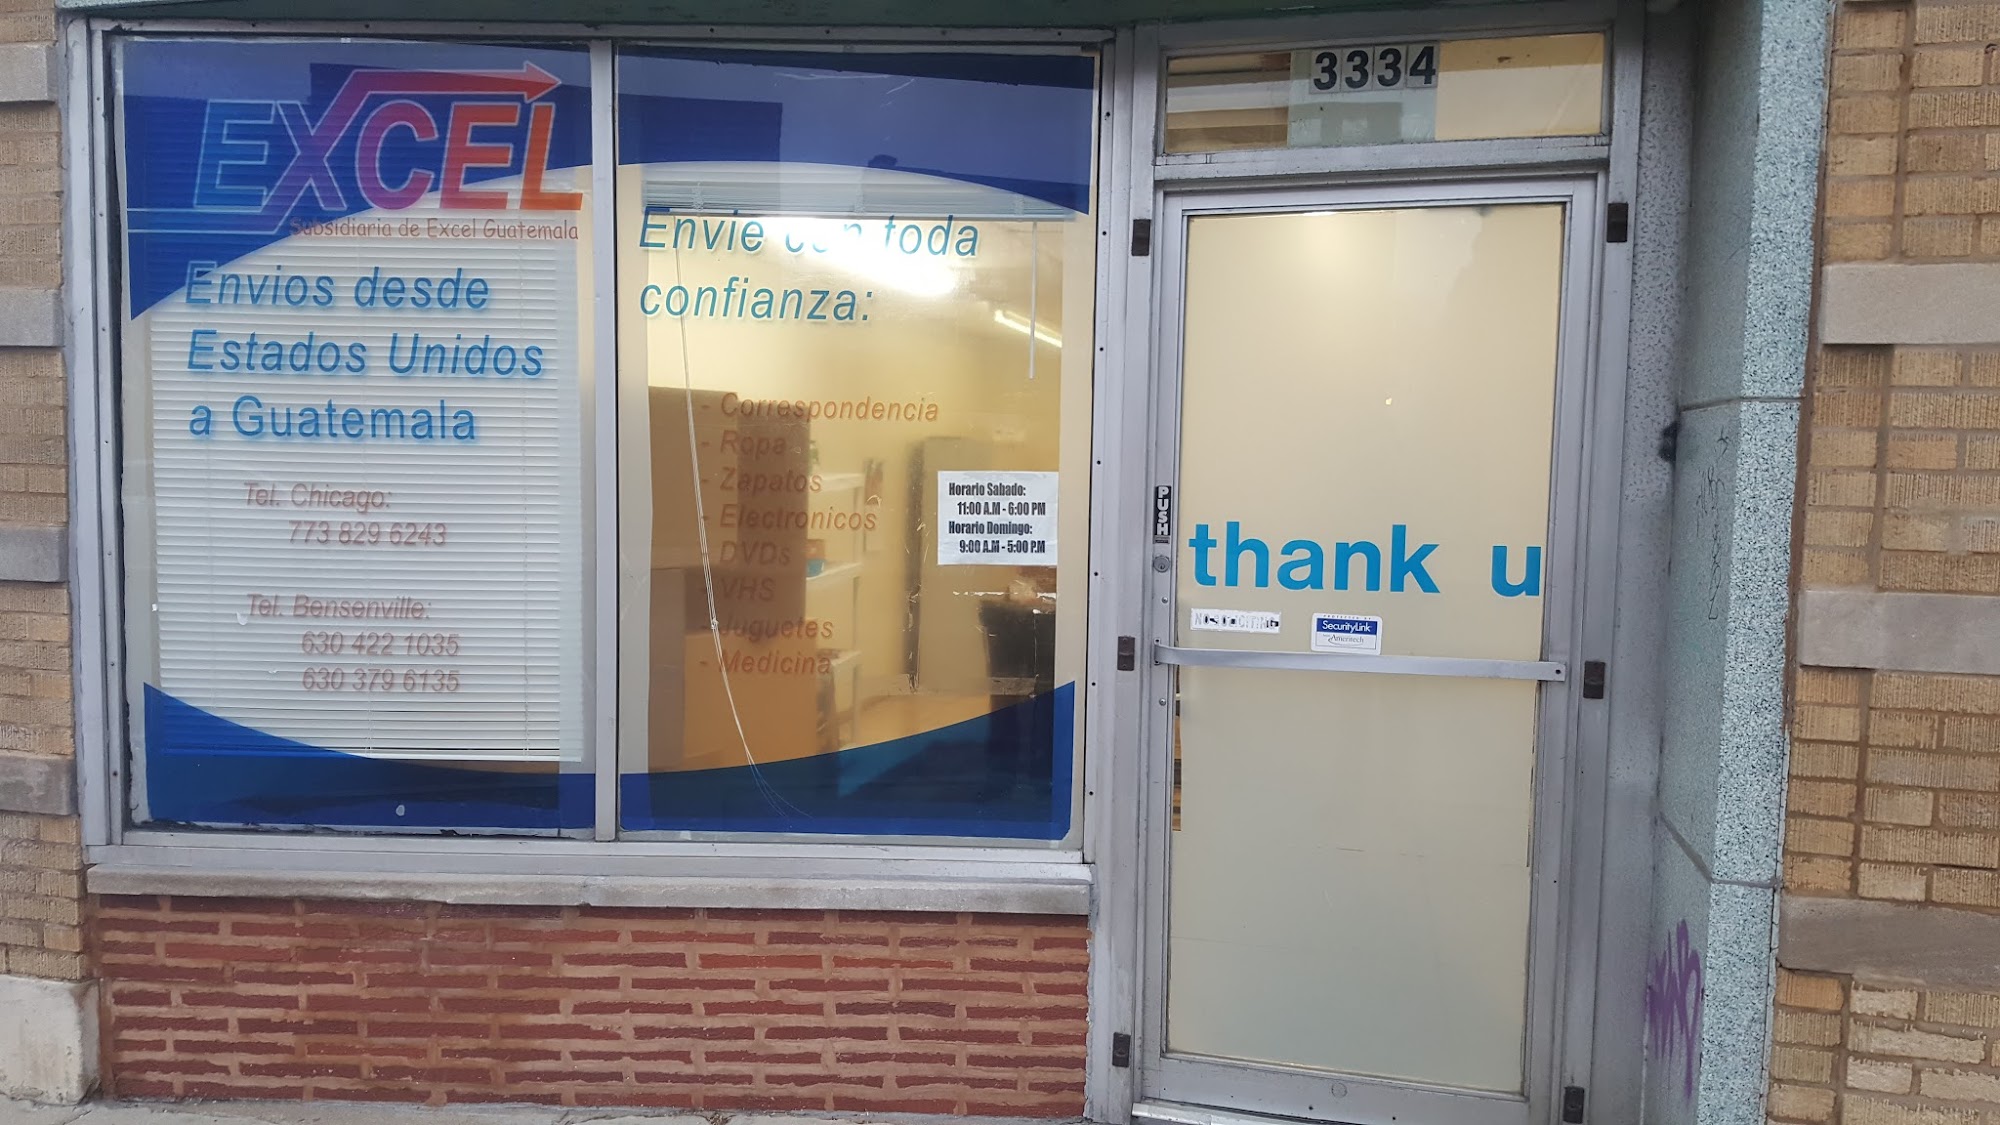 EXCEL
Subsidiaria de Excel Guatemala
Envios desde
Estados Unidos
a Guatemala
Tel. Chicago:
773 829 6243
Tel. Bensenville:
630 422 1035
630 379 6135
Envie con toda
confianza:
- Correspondencia
- Ropa
- Zapatos
- Electronicos
- DVDs
- VHS
- Juguetes
- Medicina
Horario Sabado:
11:00 A.M - 6:00 PM
Horario Domingo:
9:00 A.M - 5:00 P.M
3334
PUSH
thank u
SecurityLink
Ameritech